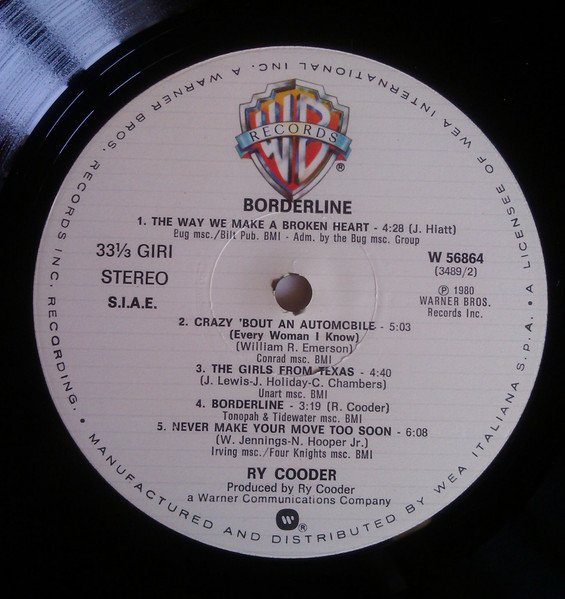 WB
RECORDS
®
BORDERLINE
1. THE WAY WE MAKE A BROKEN HEART - 4:28 (J. Hiatt)
Bug msc./Bilt Pub. BMI - Adm. by the Bug msc. Group
33⅓ GIRI
STEREO
S.I.A.E.
W 56864
(3489/2)
Ⓟ 1980
WARNER BROS.
Records Inc.
2. CRAZY 'BOUT AN AUTOMOBILE - 5:03
(Every Woman I Know)
(William R. Emerson)
Conrad msc. BMI
3. THE GIRLS FROM TEXAS - 4:40
(J. Lewis-J. Holiday-C. Chambers)
Unart msc. BMI
4. BORDERLINE - 3:19 (R. Cooder)
Tonopah & Tidewater msc. BMI
5. NEVER MAKE YOUR MOVE TOO SOON - 6:08
(W. Jennings-N. Hooper Jr.)
Irving msc./Four Knights msc. BMI
RY COODER
Produced by Ry Cooder
a Warner Communications Company
W ®
• MANUFACTURED AND DISTRIBUTED BY WEA ITALIANA S.P.A. • A LICENSEE OF WEA INTERNATIONAL INC. A WARNER BROS. RECORDS INC. RECORDING.